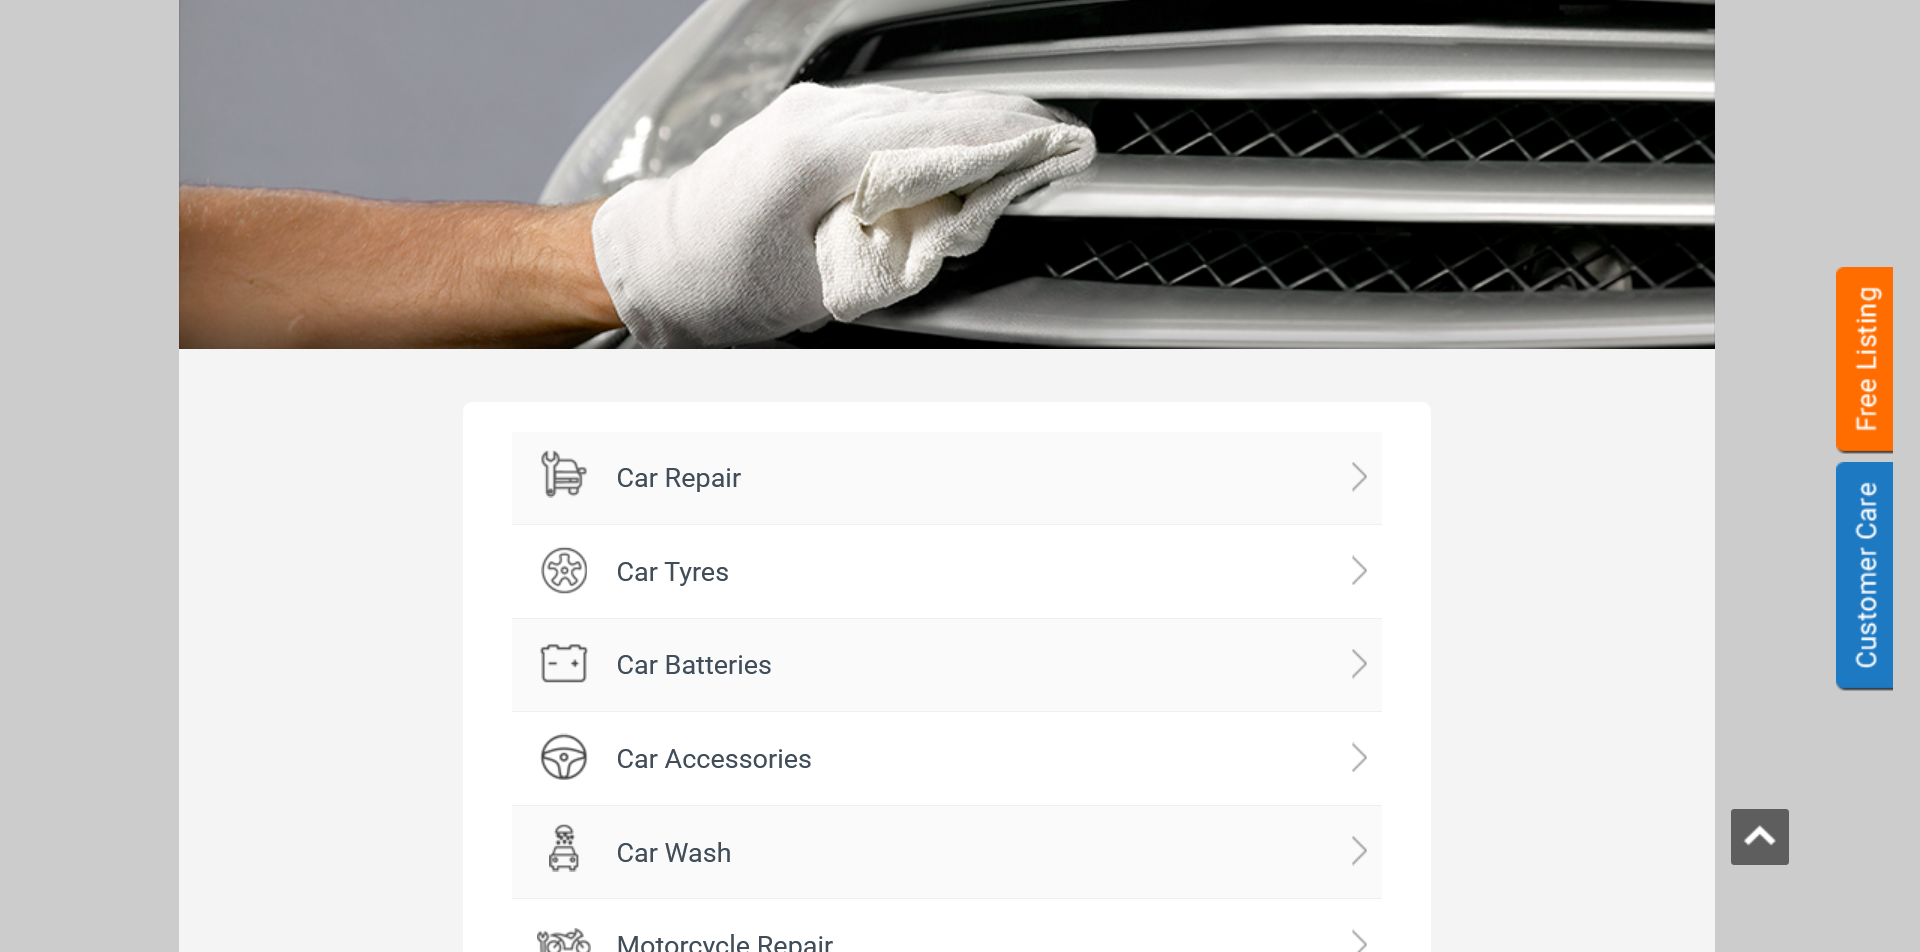 Free Listing
Customer Care
Car Repair
Car Tyres
Car Batteries
Car Accessories
Car Wash
Motorcycle Repair